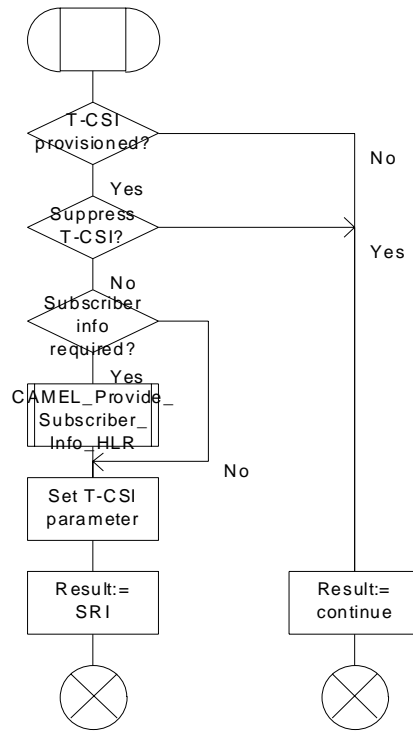 T-CSI
provisioned?
No
Yes
Suppress
T-CSI?
Yes
No
Subscriber
info
required?
Yes
CAMEL_Provide_
Subscriber_
Info_HLR
No
Set T-CSI
parameter
Result:=
SRI
Result:=
continue